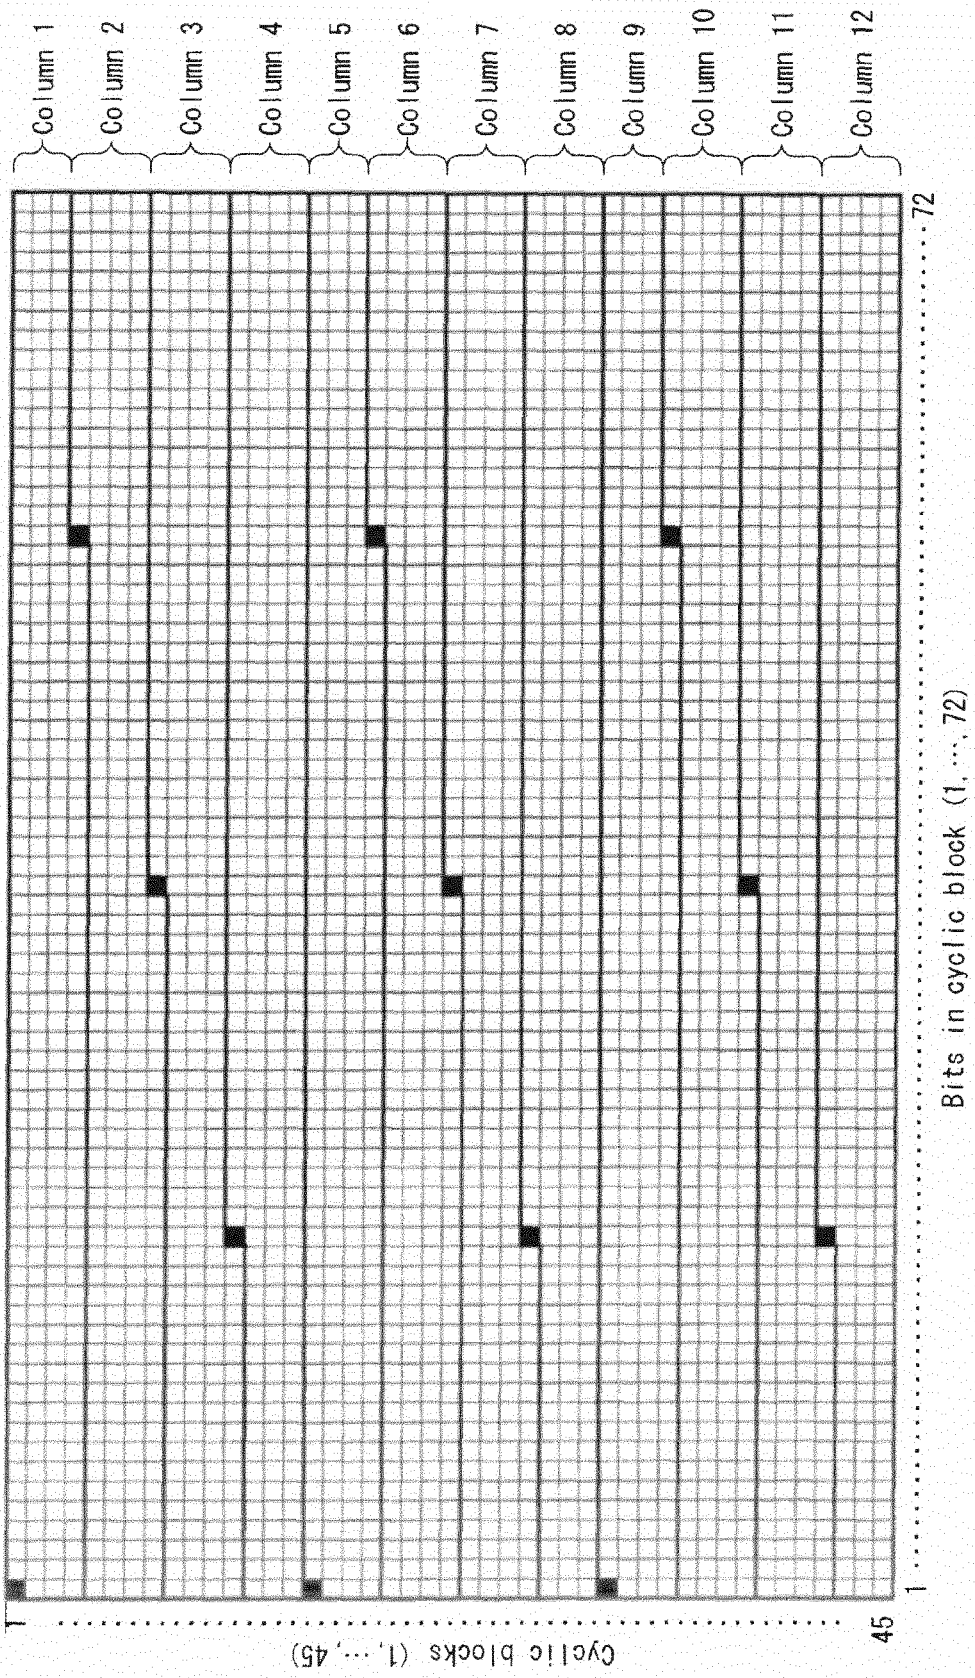 Column 1
Column 2
Column 3
Column 4
Column 5
Column 6
Column 7
Column 8
Column 9
Column 10
Column 11
Column 12
1
45
Cyclic blocks (1, ···, 45)
1
72
Bits in cyclic block (1, ···, 72)